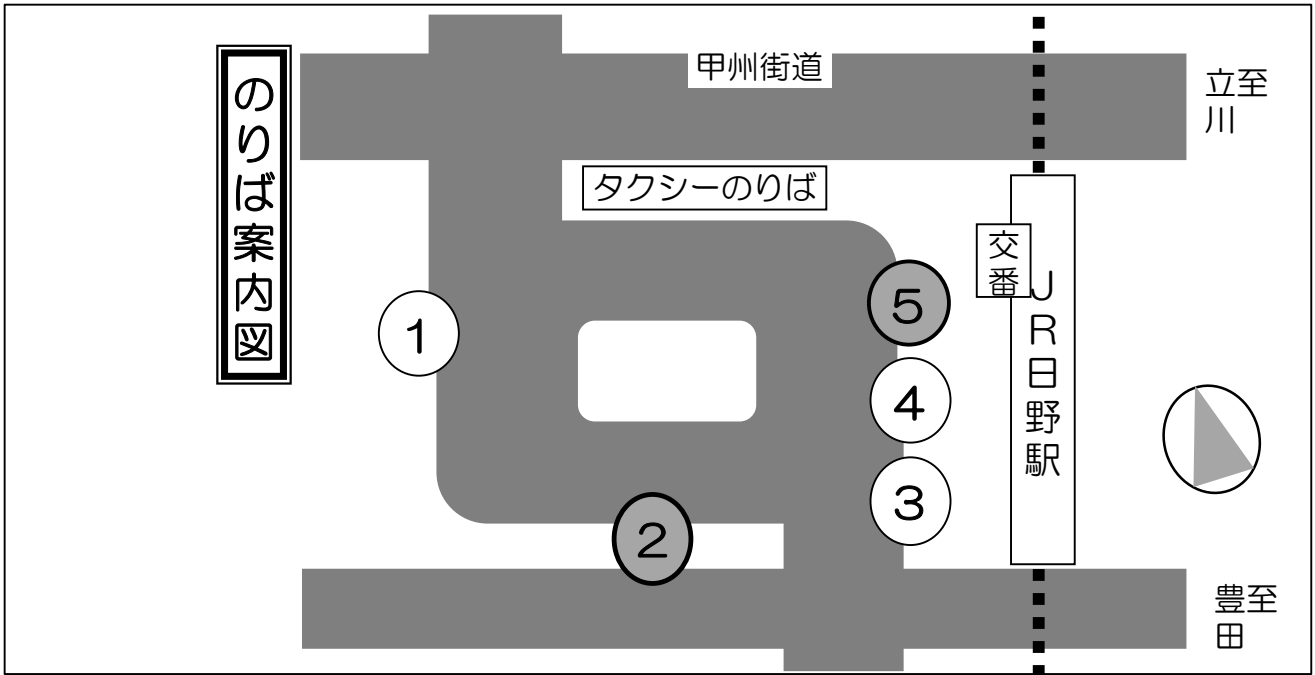 のりば案内図
甲州街道
至立川
タクシーのりば
交番
JR日野駅
①
②
③
④
⑤
至豊田